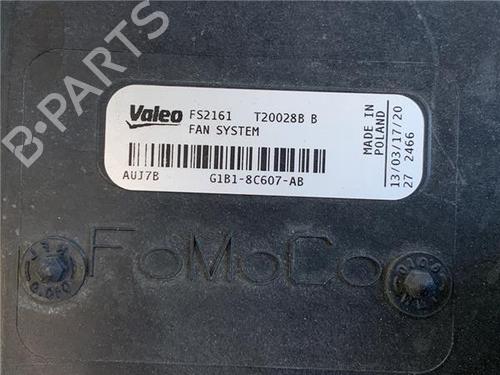 Valeo
FS2161 T20028B B
FAN SYSTEM
AUJ7B G1B1-8C607-AB
MADE IN
POLAND
13/03/17/20
27 2466
FoMoCo
B-PARTS